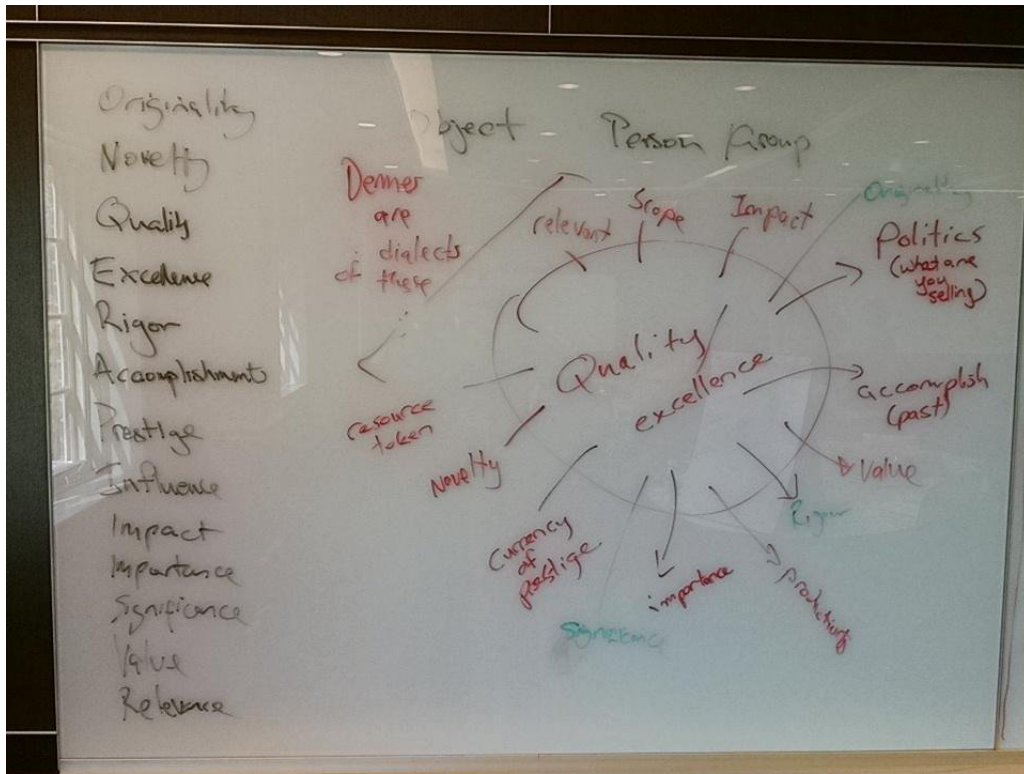 Originality
Novelty
Quality
Excellence
Rigor
Accomplishments
Prestige
Influence
Impact
Importance
Significance
Value
Relevance
Object Person/Group
are
dialects
of these
relevant
Scope
Impact
Originality
Politics
(what are
you
selling)
Quality
excellence
accomplish
(past)
Value
Rigor
productivity
importance
Significance
Currency
of
Prestige
Novelty
resource
token